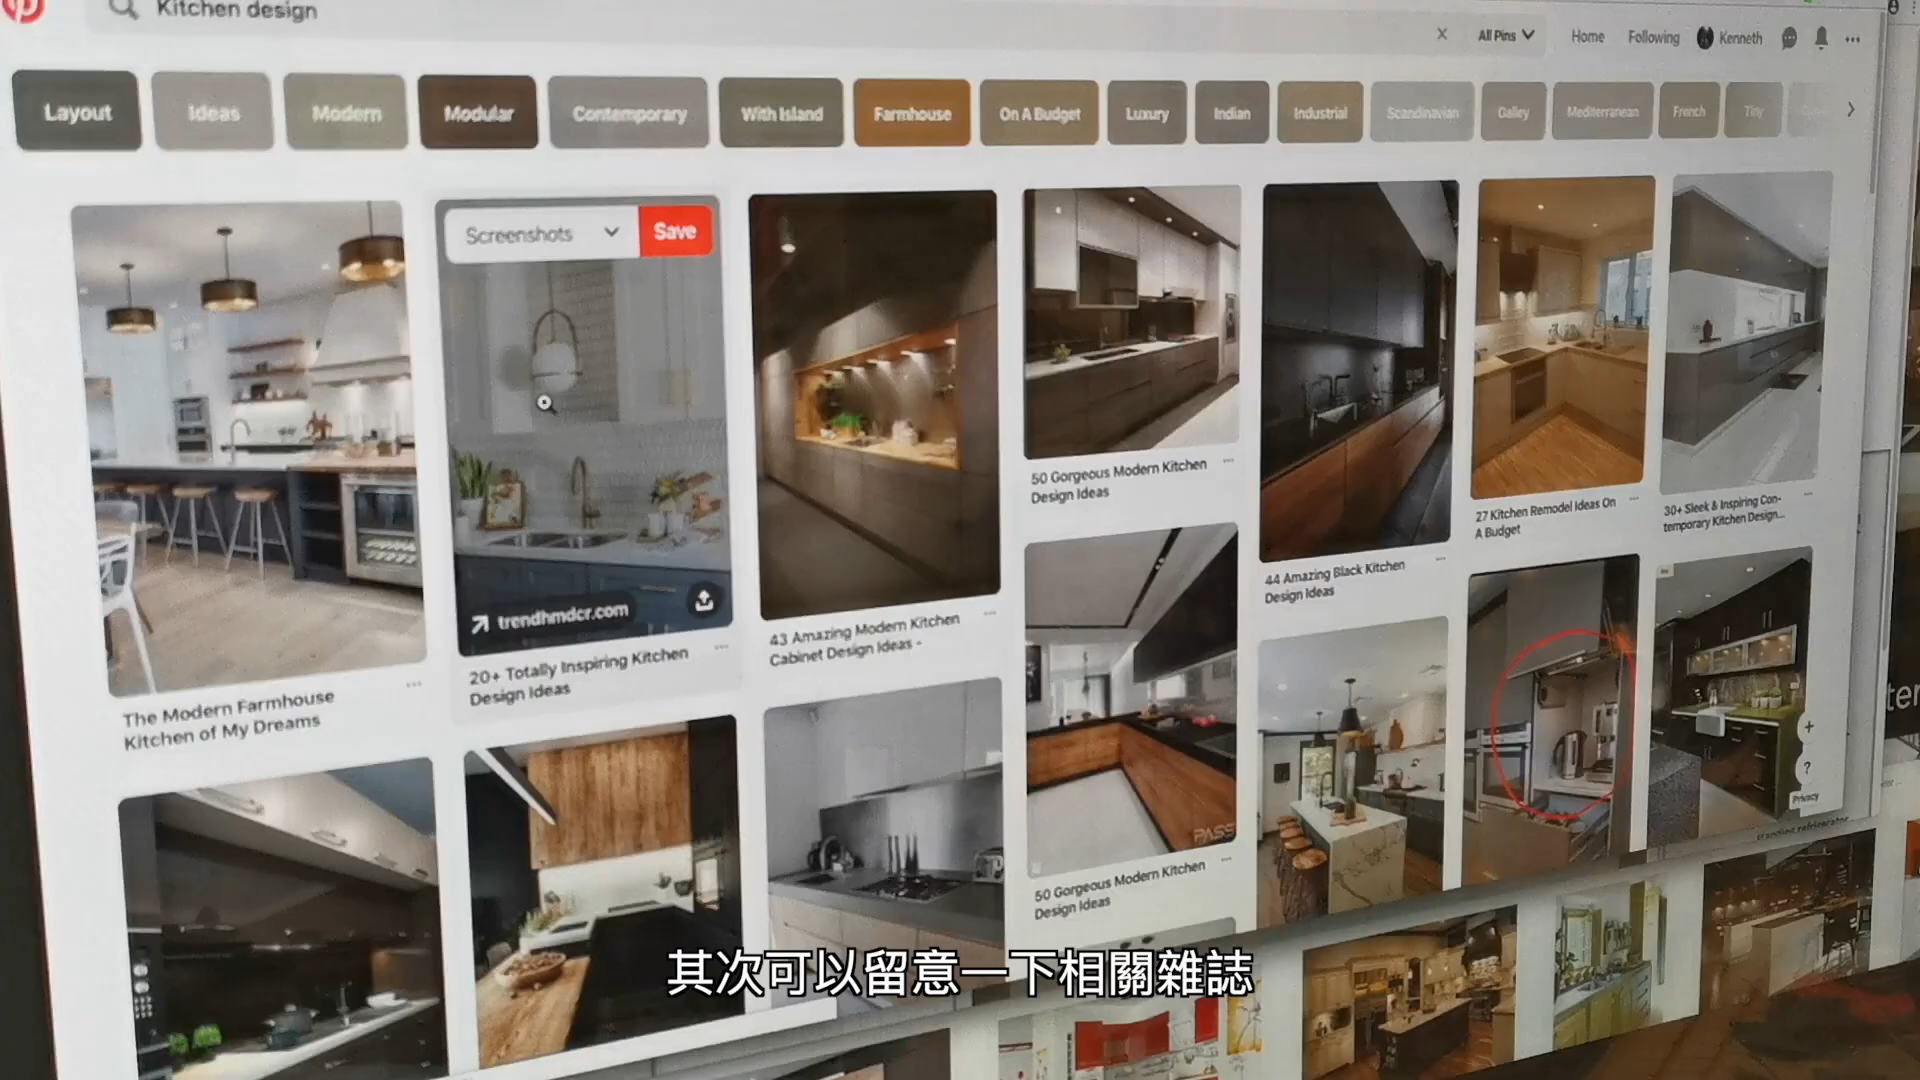 Kitchen design
All Pins
Home
Following
Kenneth
Layout
Ideas
Modern
Modular
Contemporary
With Island
Farmhouse
On A Budget
Luxury
Indian
Industrial
Scandinavian
Galley
Mediterranean
French
Tiny
Screenshots
Save
trendhmdcr.com
The Modern Farmhouse
Kitchen of My Dreams
20+ Totally Inspiring Kitchen
Design Ideas
43 Amazing Modern Kitchen
Cabinet Design Ideas -
50 Gorgeous Modern Kitchen
Design Ideas
44 Amazing Black Kitchen
Design Ideas
27 Kitchen Remodel Ideas On
A Budget
30+ Sleek & Inspiring Con-
temporary Kitchen Design...
PASS
50 Gorgeous Modern Kitchen
Design Ideas
?
Privacy
其次可以留意一下相關雜誌